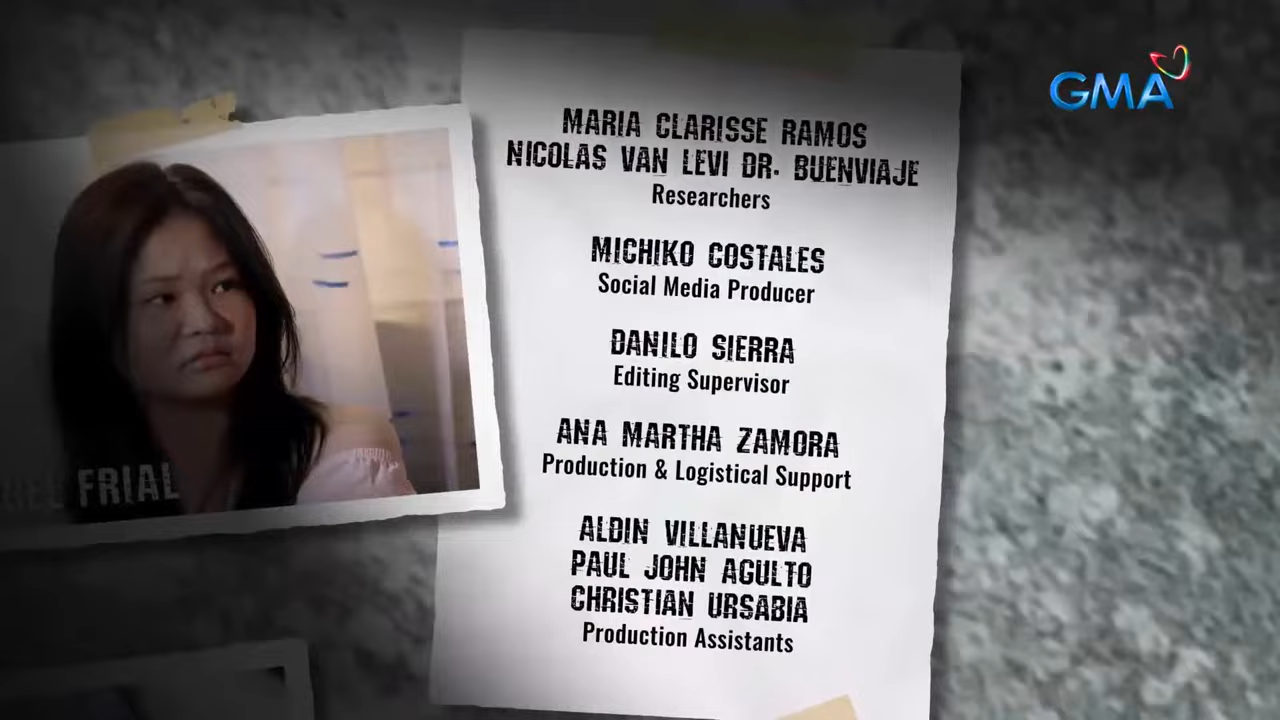 GMA
MARIA CLARISSE RAMOS
NICOLAS VAN LEVI DR. BUENVIAJE
Researchers
MICHIKO COSTALES
Social Media Producer
DANILO SIERRA
Editing Supervisor
ANA MARTHA ZAMORA
Production & Logistical Support
ALDIN VILLANUEVA
PAUL JOHN AGULTO
CHRISTIAN URSABIA
Production Assistants
FRIAL